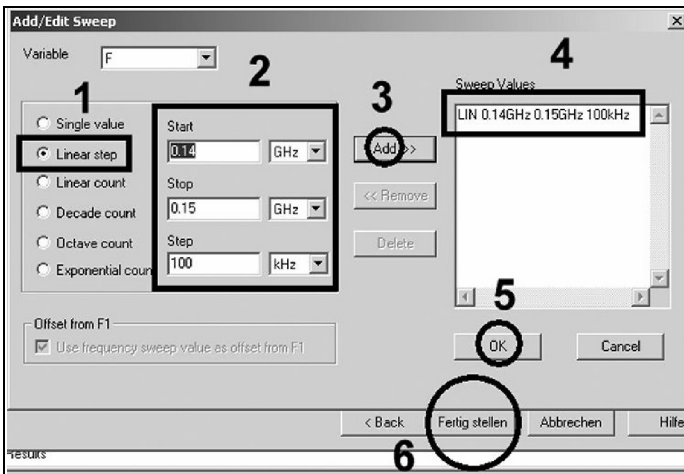 Add/Edit Sweep
Variable F
1
2
3
4
Single value
Linear step
Linear count
Decade count
Octave count
Exponential coun
Start
0.14 GHz
Stop
0.15 GHz
Step
100 kHz
Add >>
<< Remove
Delete
Sweep Values
LIN 0.14GHz 0.15GHz 100kHz
Offset from F1
Use frequency sweep value as offset from F1
5
OK Cancel
< Back Fertig stellen Abbrechen Hilfe
6
results